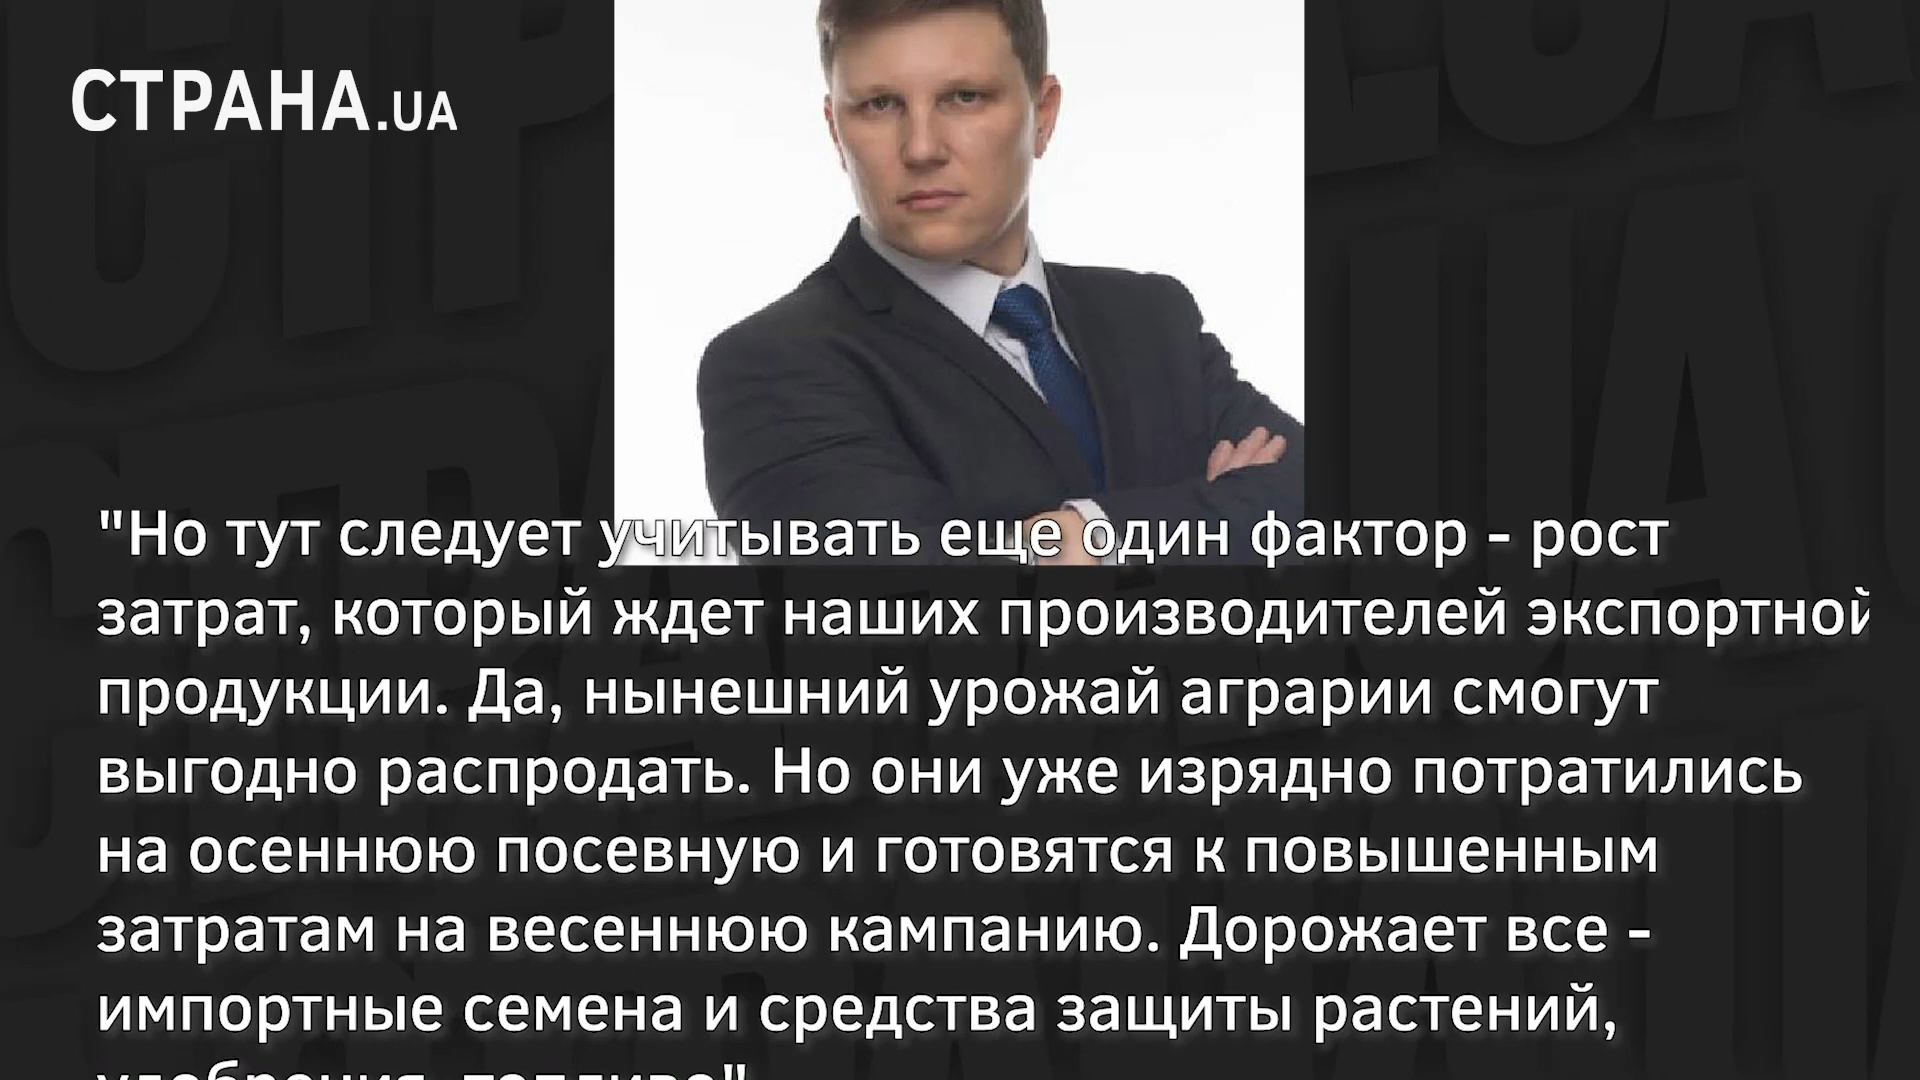 СТРАНА.UA
"Но тут следует учитывать еще один фактор - рост
затрат, который ждет наших производителей экспортной
продукции. Да, нынешний урожай аграрии смогут
выгодно распродать. Но они уже изрядно потратились
на осеннюю посевную и готовятся к повышенным
затратам на весеннюю кампанию. Дорожает все -
импортные семена и средства защиты растений,
удобрения, топливо"